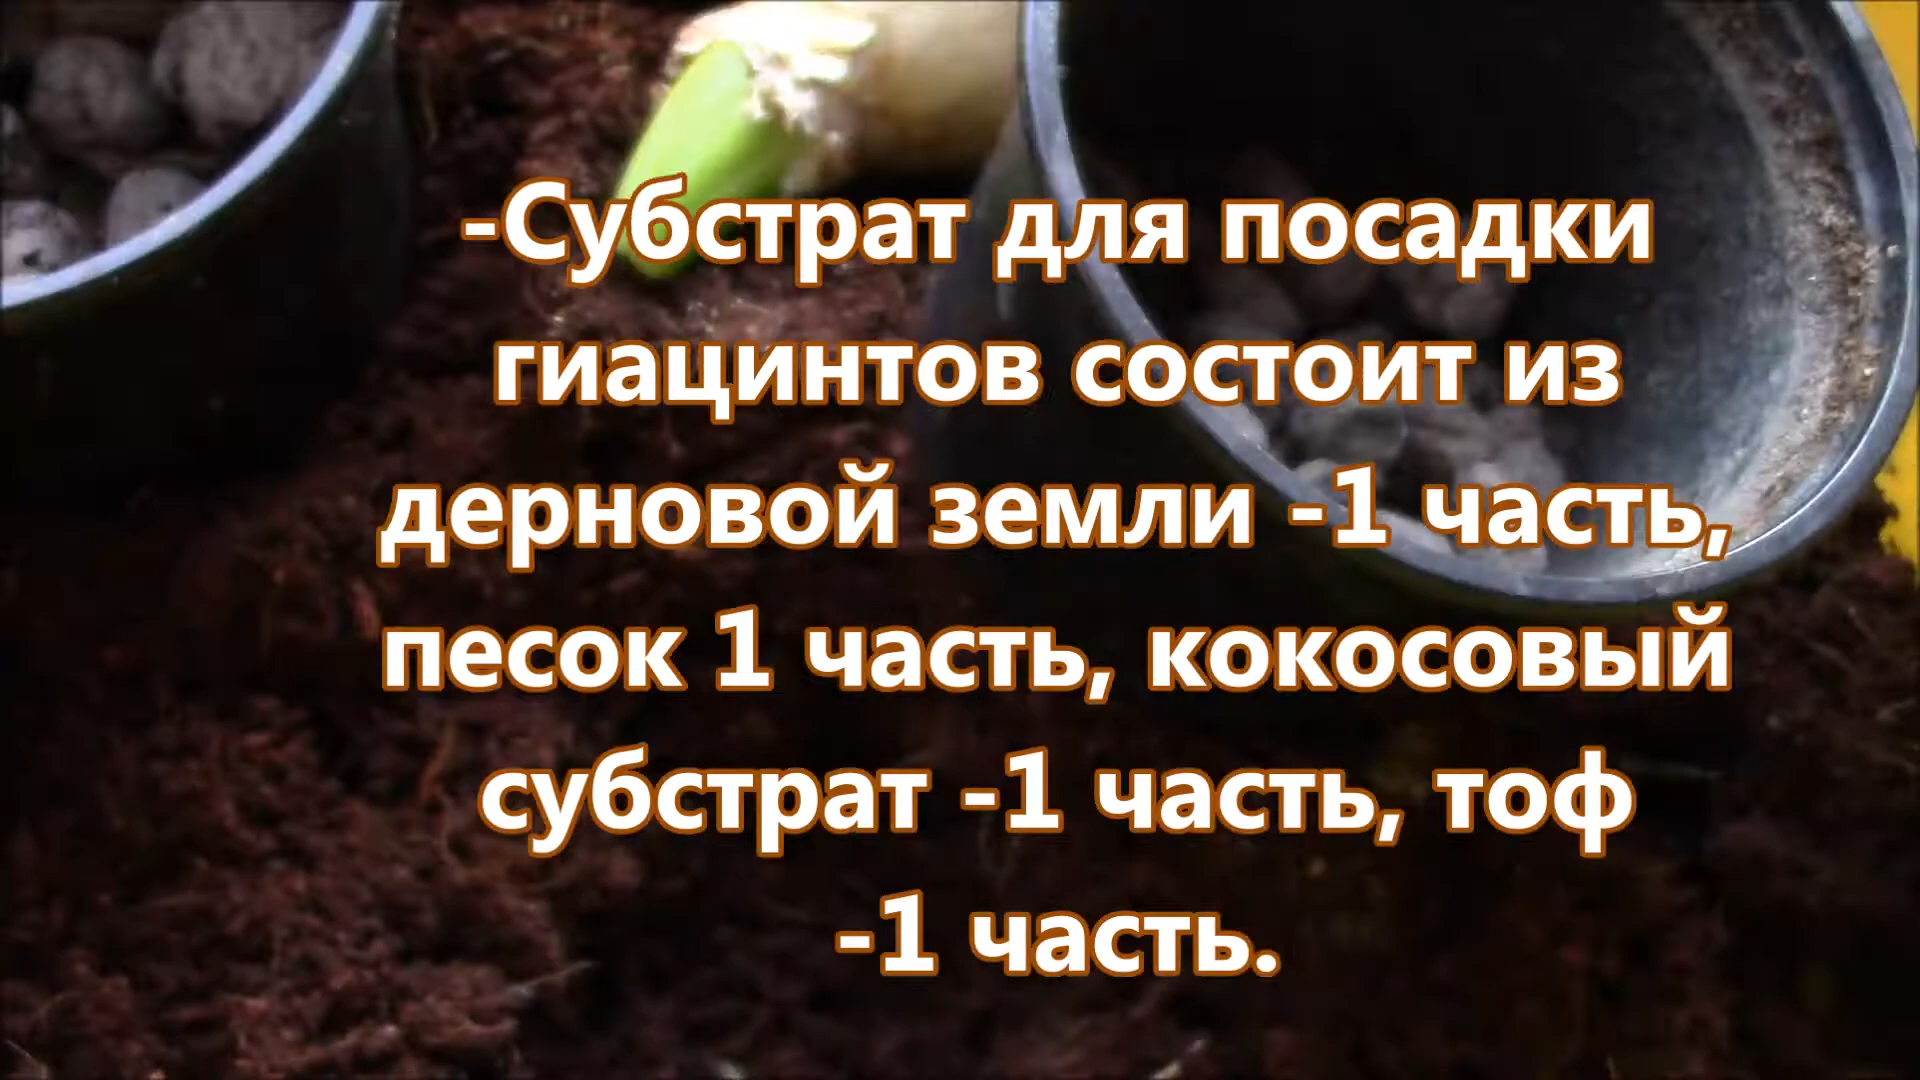 -Субстрат для посадки
гиацинтов состоит из
дерновой земли -1 часть,
песок 1 часть, кокосовый
субстрат -1 часть, тоф
-1 часть.